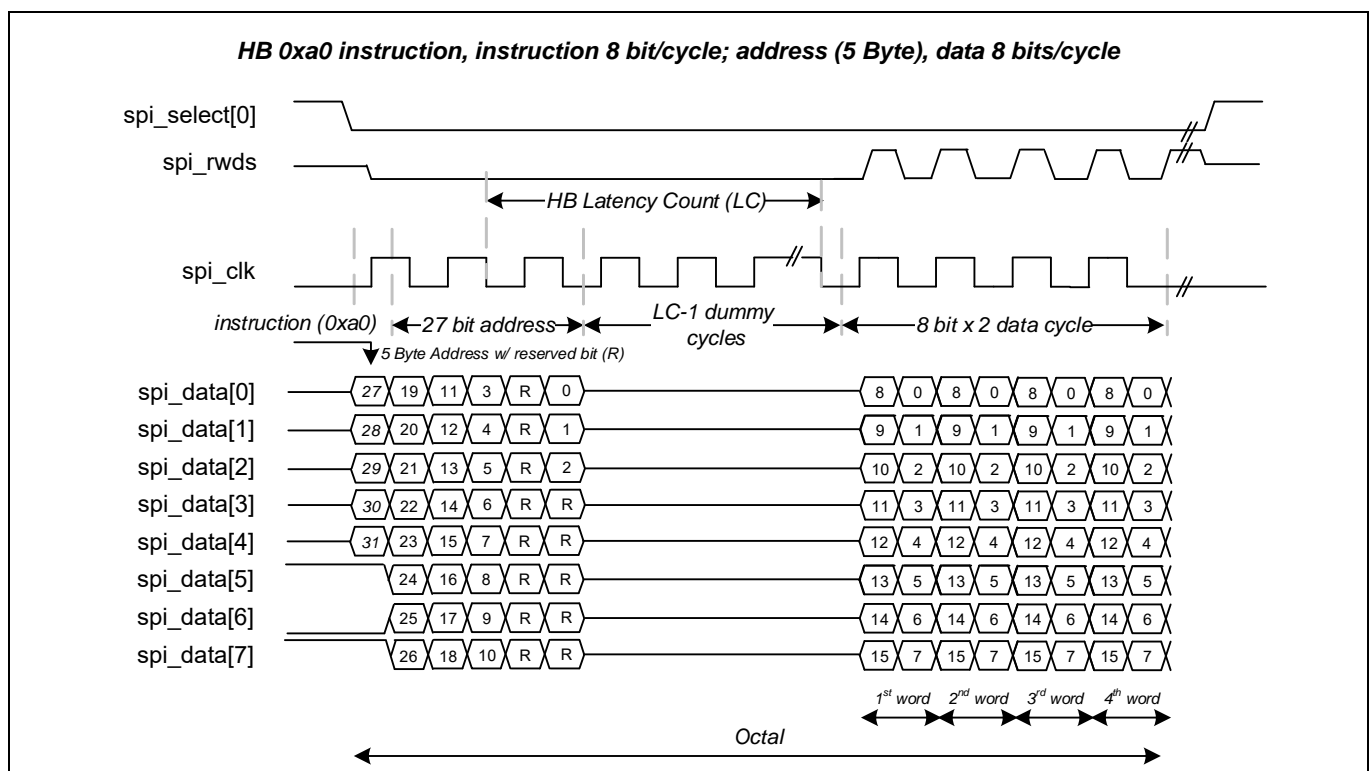 HB 0xa0 instruction, instruction 8 bit/cycle; address (5 Byte), data 8 bits/cycle
spi_select[0]
spi_rwds
HB Latency Count (LC)
spi_clk
instruction (0xa0)
27 bit address
LC-1 dummy
cycles
8 bit x 2 data cycle
5 Byte Address w/ reserved bit (R)
spi_data[0] 27 19 11 3 R 0 8 0 8 0 8 0 8 0
spi_data[1] 28 20 12 4 R 1 9 1 9 1 9 1 9 1
spi_data[2] 29 21 13 5 R 2 10 2 10 2 10 2 10 2
spi_data[3] 30 22 14 6 R R 11 3 11 3 11 3 11 3
spi_data[4] 31 23 15 7 R R 12 4 12 4 12 4 12 4
spi_data[5] 24 16 8 R R 13 5 13 5 13 5 13 5
spi_data[6] 25 17 9 R R 14 6 14 6 14 6 14 6
spi_data[7] 26 18 10 R R 15 7 15 7 15 7 15 7
1st word 2nd word 3rd word 4th word
Octal